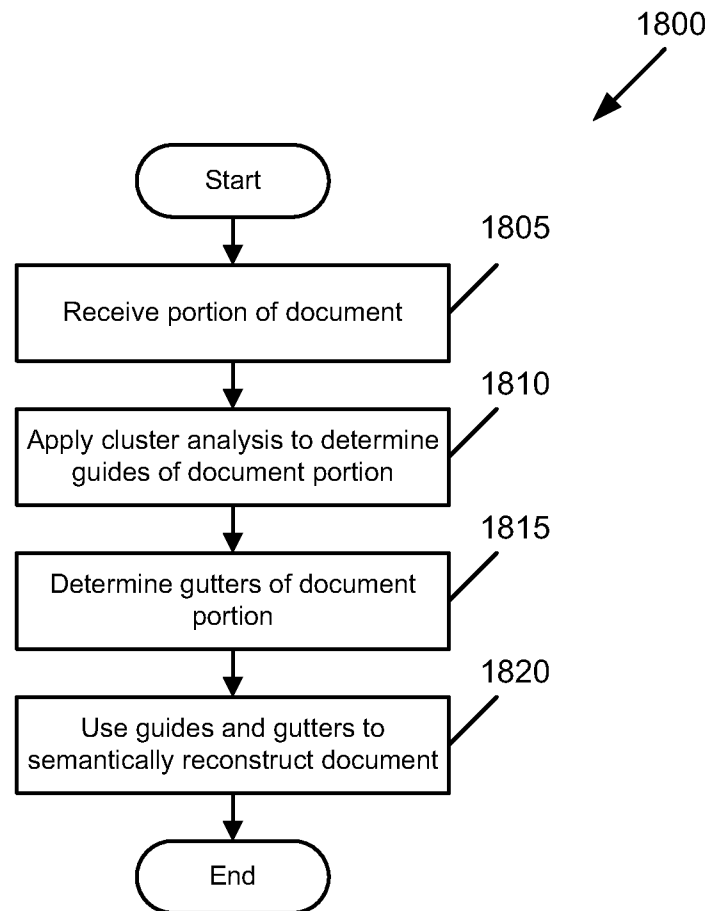 1800
Start
1805
Receive portion of document
1810
Apply cluster analysis to determine
guides of document portion
1815
Determine gutters of document
portion
1820
Use guides and gutters to
semantically reconstruct document
End